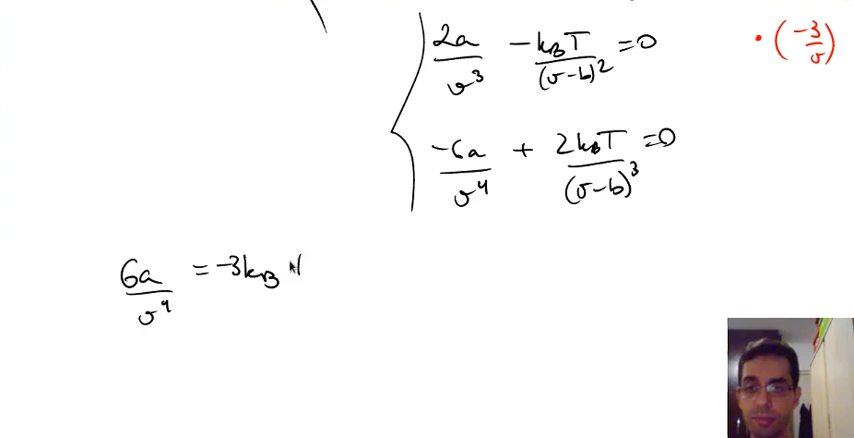 2a/v³ - k_BT/(v-b)² = 0
• (-3/v)
-6a/v⁴ + 2k_BT/(v-b)³ = 0
6a/v⁴ = -3k_B